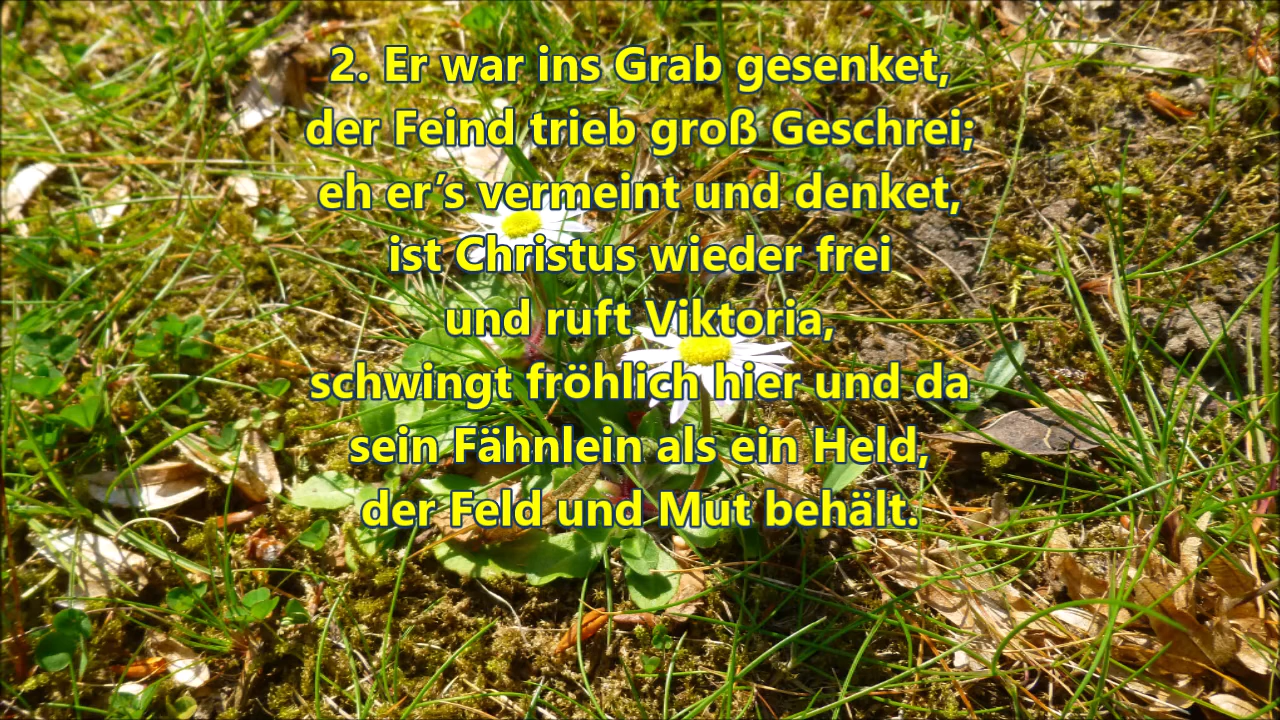 2. Er war ins Grab gesenket,
der Feind trieb groß Geschrei;
eh er’s vermeint und denket,
ist Christus wieder frei
und ruft Viktoria,
schwingt fröhlich hier und da
sein Fähnlein als ein Held,
der Feld und Mut behält.